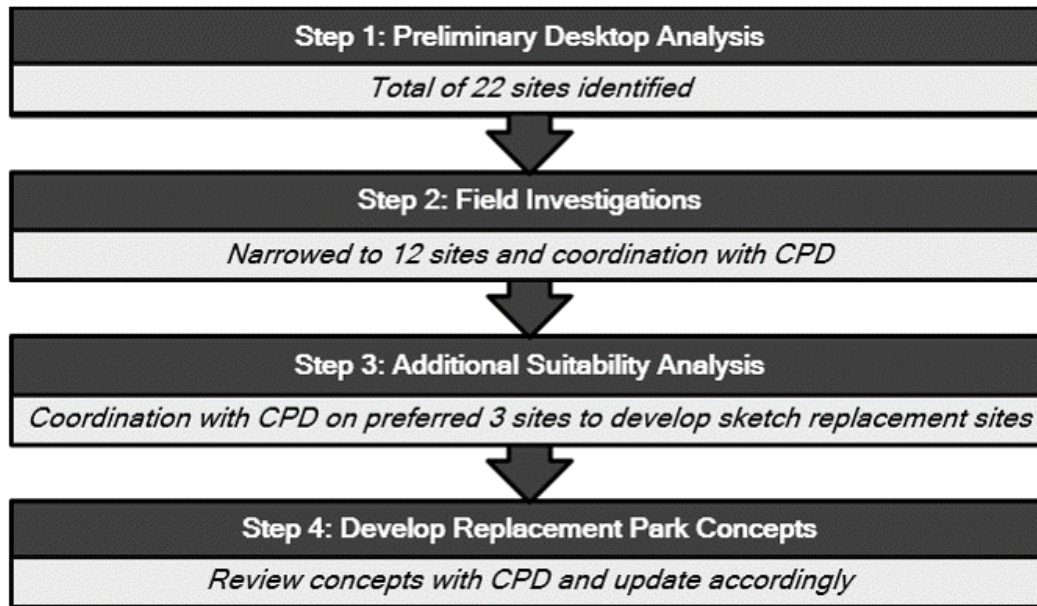 Step 1: Preliminary Desktop Analysis
Total of 22 sites identified
Step 2: Field Investigations
Narrowed to 12 sites and coordination with CPD
Step 3: Additional Suitability Analysis
Coordination with CPD on preferred 3 sites to develop sketch replacement sites
Step 4: Develop Replacement Park Concepts
Review concepts with CPD and update accordingly